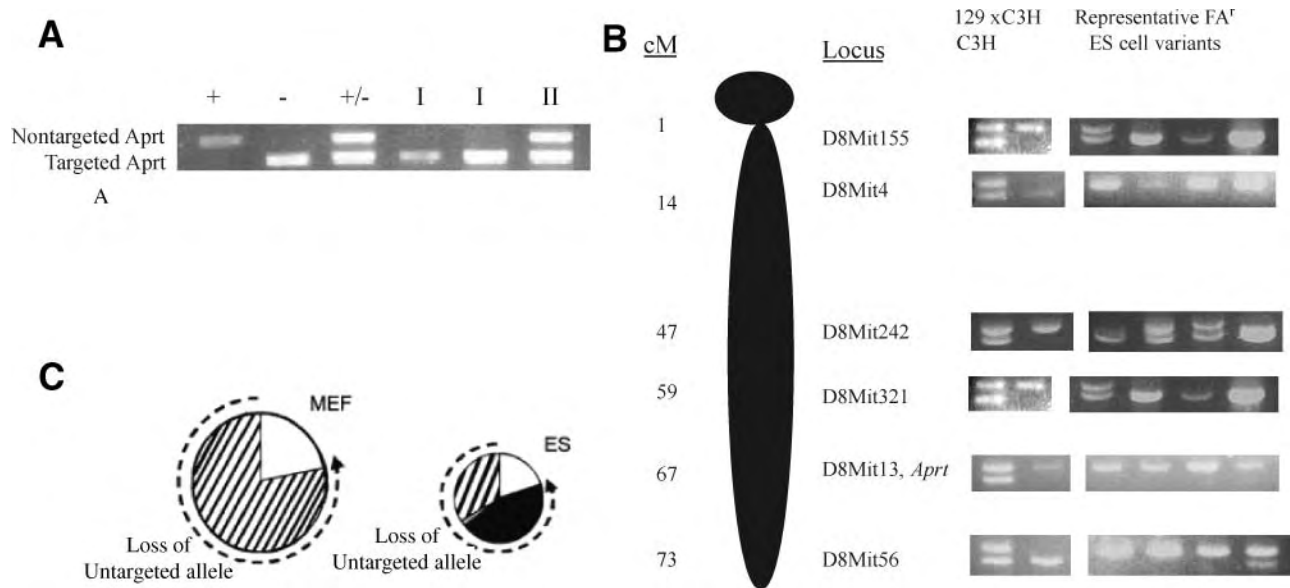 A
+ - +/- I I II
Nontargeted Aprt
Targeted Aprt
A
B
129 xC3H
C3H
Representative FAʳ
ES cell variants
cM
Locus
1
D8Mit155
14
D8Mit4
47
D8Mit242
59
D8Mit321
67
D8Mit13, Aprt
73
D8Mit56
C
MEF
Loss of
Untargeted allele
ES
Loss of
Untargeted allele